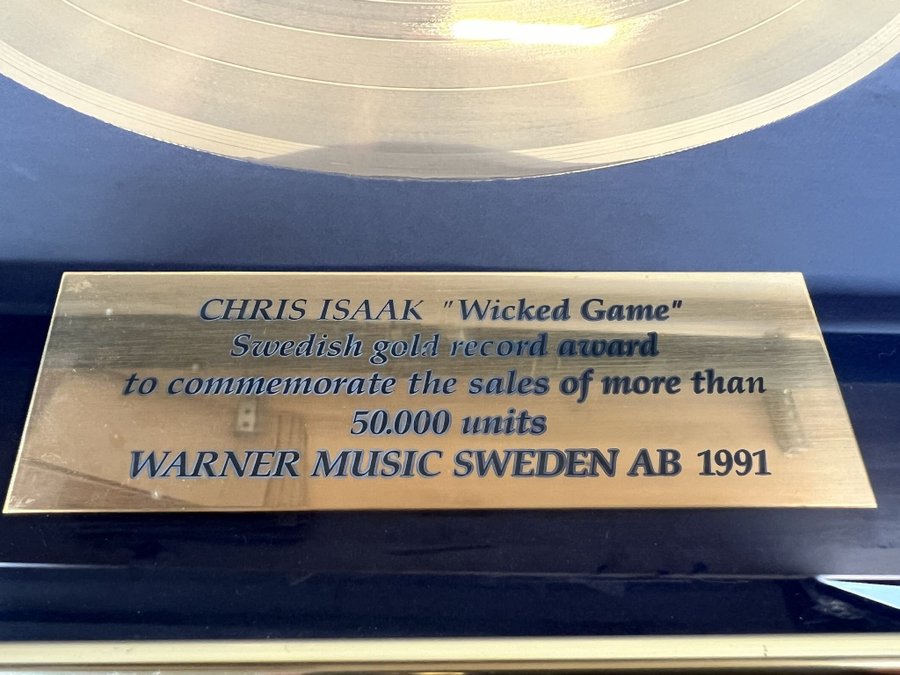 CHRIS ISAAK "Wicked Game"
Swedish gold record award
to commemorate the sales of more than
50.000 units
WARNER MUSIC SWEDEN AB 1991